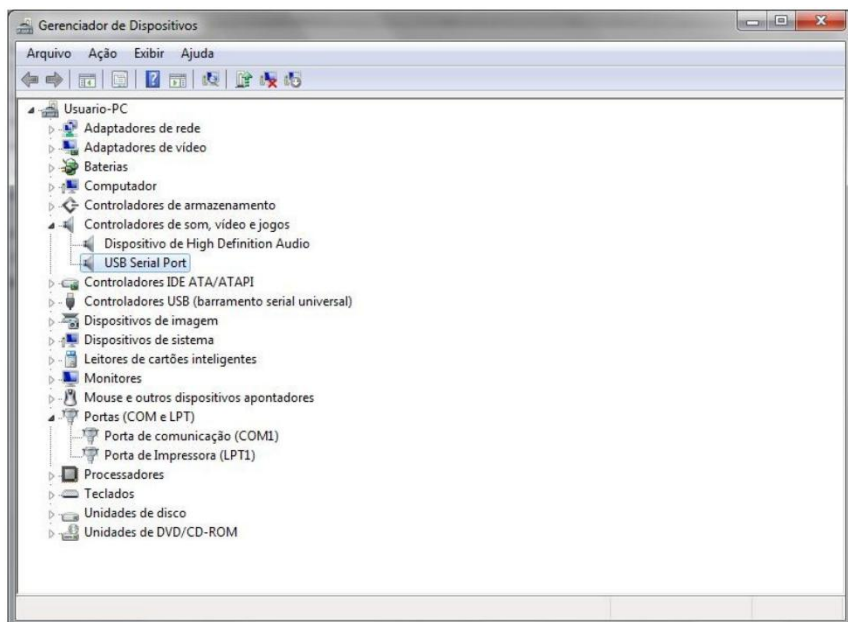 Gerenciador de Dispositivos
Arquivo Ação Exibir Ajuda
Usuario-PC
Adaptadores de rede
Adaptadores de vídeo
Baterias
Computador
Controladores de armazenamento
Controladores de som, vídeo e jogos
Dispositivo de High Definition Audio
USB Serial Port
Controladores IDE ATA/ATAPI
Controladores USB (barramento serial universal)
Dispositivos de imagem
Dispositivos de sistema
Leitores de cartões inteligentes
Monitores
Mouse e outros dispositivos apontadores
Portas (COM e LPT)
Porta de comunicação (COM1)
Porta de Impressora (LPT1)
Processadores
Teclados
Unidades de disco
Unidades de DVD/CD-ROM